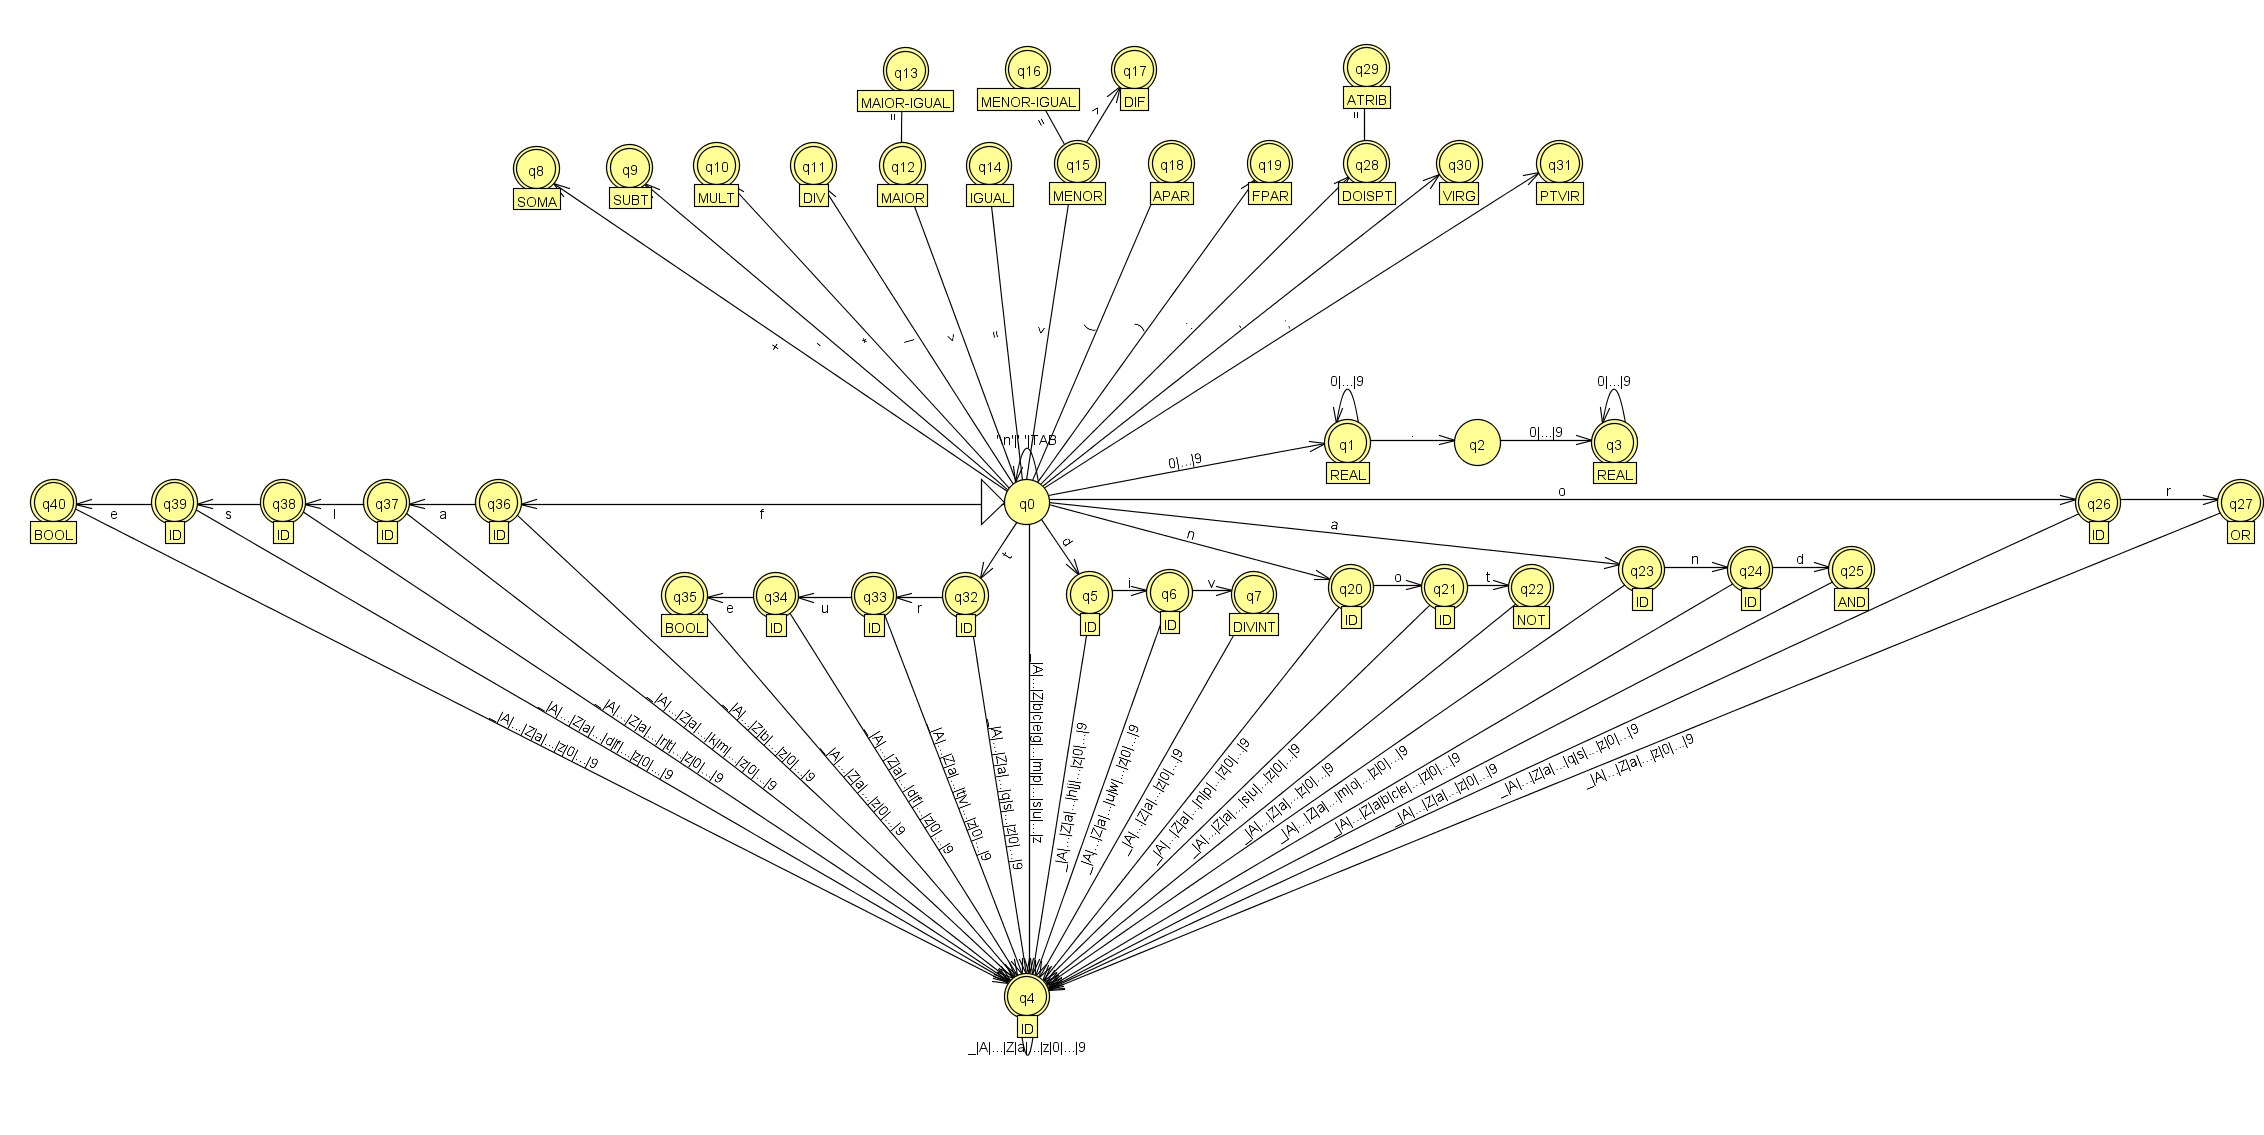 q13
MAIOR-IGUAL
q16
MENOR-IGUAL
q17
DIF
q29
ATRIB
=
=
>
=
q8
SOMA
q9
SUBT
q10
MULT
q11
DIV
q12
MAIOR
q14
IGUAL
q15
MENOR
q18
APAR
q19
FPAR
q28
DOISPT
q30
VIRG
q31
PTVIR
+
-
*
/
>
=
<
(
)
:
,
;
'\n'|' '|TAB
0|...|9
q1
REAL
0|...|9
.
q2
0|...|9
q3
REAL
0|...|9
q40
BOOL
e
q39
ID
s
q38
ID
l
q37
ID
a
q36
ID
f
q0
o
q26
ID
r
q27
OR
t
d
n
a
q35
BOOL
e
q34
ID
u
q33
ID
r
q32
ID
q5
ID
i
q6
ID
v
q7
DIVINT
q20
ID
o
q21
ID
t
q22
NOT
q23
ID
n
q24
ID
d
q25
AND
_|A|...|Z|a|...|z|0|...|9
_|A|...|Z|a|...|d|f|...|z|0|...|9
_|A|...|Z|a|...|r|t|...|z|0|...|9
_|A|...|Z|a|...|k|m|...|z|0|...|9
_|A|...|Z|b|...|z|0|...|9
_|A|...|Z|a|...|z|0|...|9
_|A|...|Z|a|...|d|f|...|z|0|...|9
_|A|...|Z|a|...|t|v|...|z|0|...|9
_|A|...|Z|a|...|q|s|...|z|0|...|9
_|A|...|Z|b|c|e|g|...|m|p|...|s|u|...|z
_|A|...|Z|a|...|h|j|...|z|0|...|9
_|A|...|Z|a|...|u|w|...|z|0|...|9
_|A|...|Z|a|...|z|0|...|9
_|A|...|Z|a|...|n|p|...|z|0|...|9
_|A|...|Z|a|...|s|u|...|z|0|...|9
_|A|...|Z|a|...|z|0|...|9
_|A|...|Z|a|...|m|o|...|z|0|...|9
_|A|...|Z|a|b|c|e|...|z|0|...|9
_|A|...|Z|a|...|z|0|...|9
_|A|...|Z|a|...|q|s|...|z|0|...|9
_|A|...|Z|a|...|z|0|...|9
q4
ID
_|A|...|Z|a|...|z|0|...|9